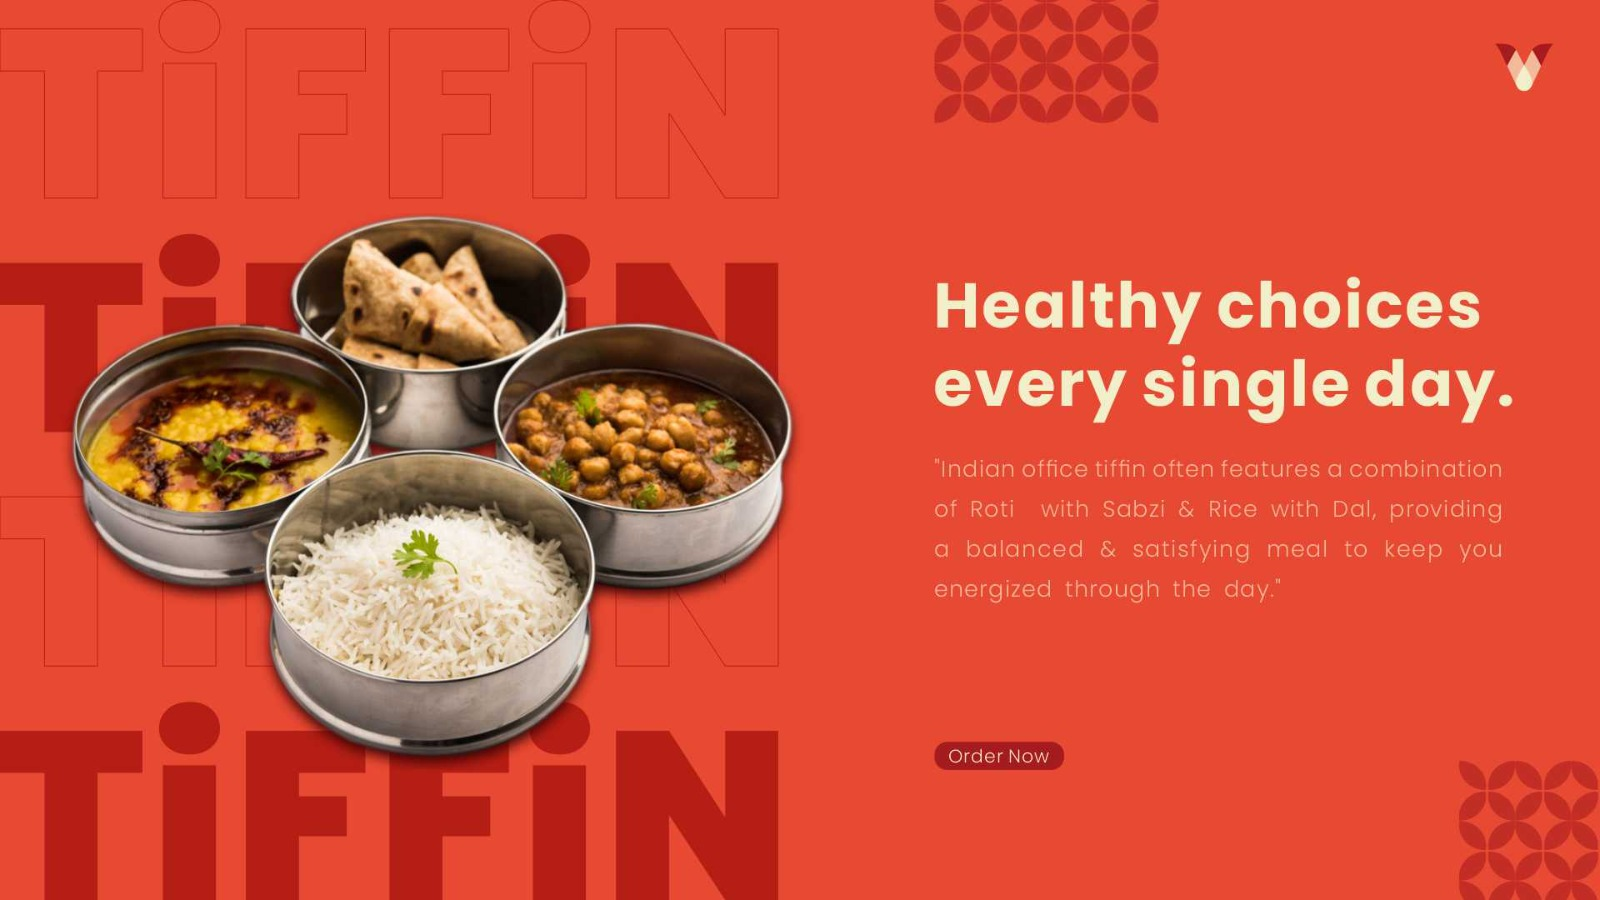 TiFFiN
TiFFiN
TiFFiN
TiFFiN
Healthy choices
every single day.
"Indian office tiffin often features a combination
of Roti with Sabzi & Rice with Dal, providing
a balanced & satisfying meal to keep you
energized through the day."
Order Now